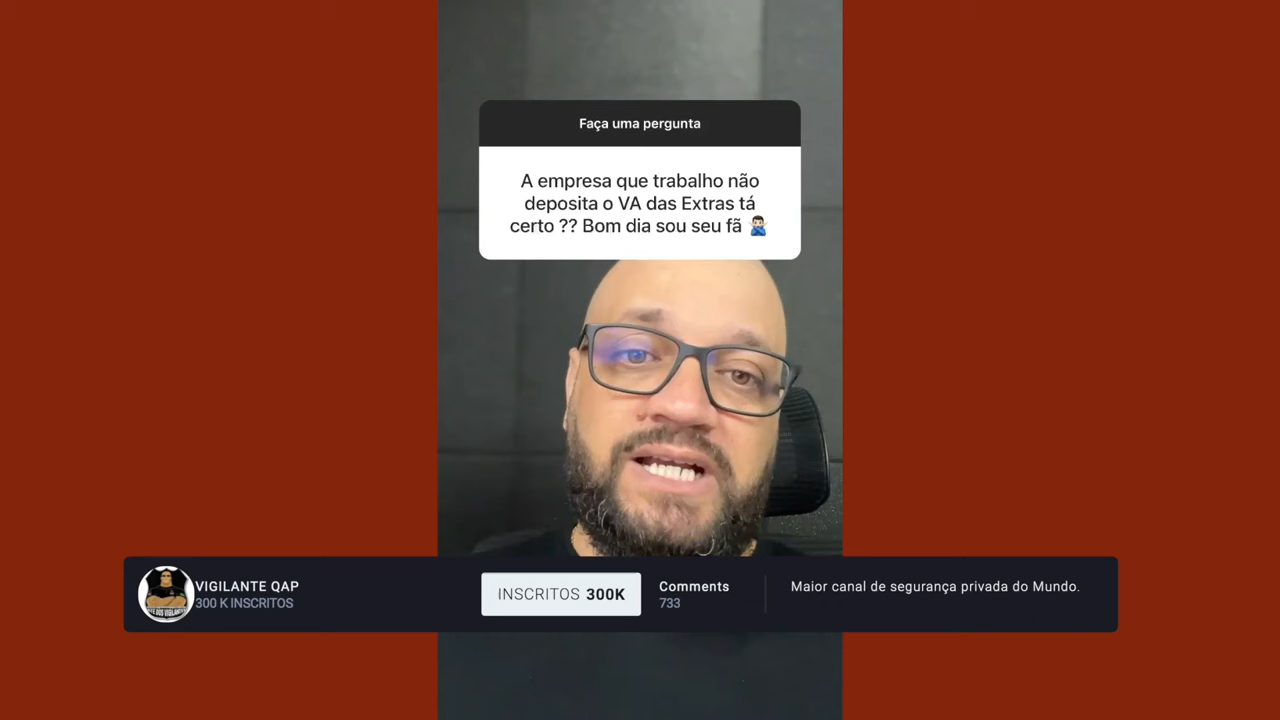 Faça uma pergunta
A empresa que trabalho não
deposita o VA das Extras tá
certo ?? Bom dia sou seu fã 🙅🏻‍♂️
VIGILANTE QAP
300 K INSCRITOS
INSCRITOS 300K
Comments
733
Maior canal de segurança privada do Mundo.